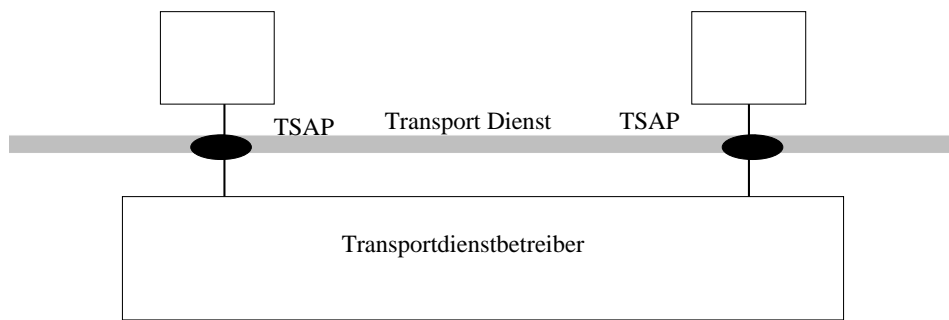 TSAP Transport Dienst TSAP
Transportdienstbetreiber